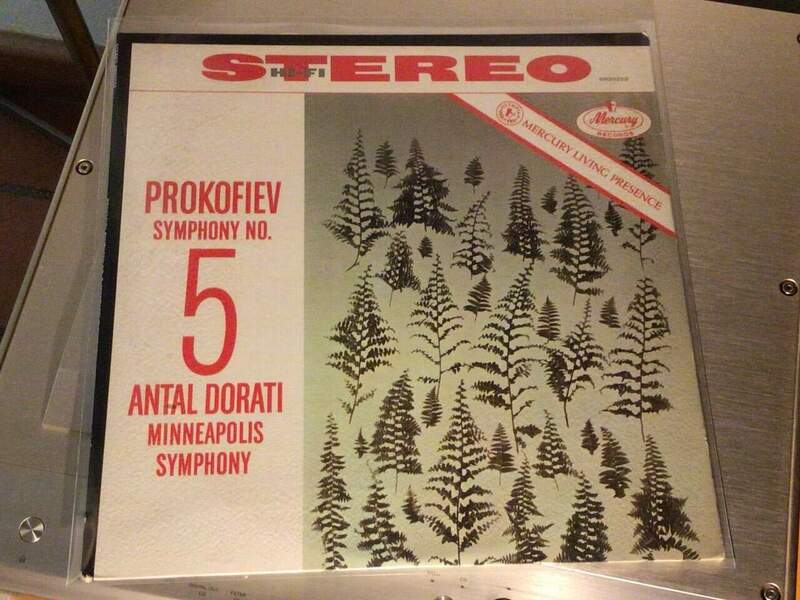 STEREO
HI-FI
MERCURY LIVING PRESENCE
Mercury
RECORDS
PROKOFIEV
SYMPHONY NO.
5
ANTAL DORATI
MINNEAPOLIS
SYMPHONY